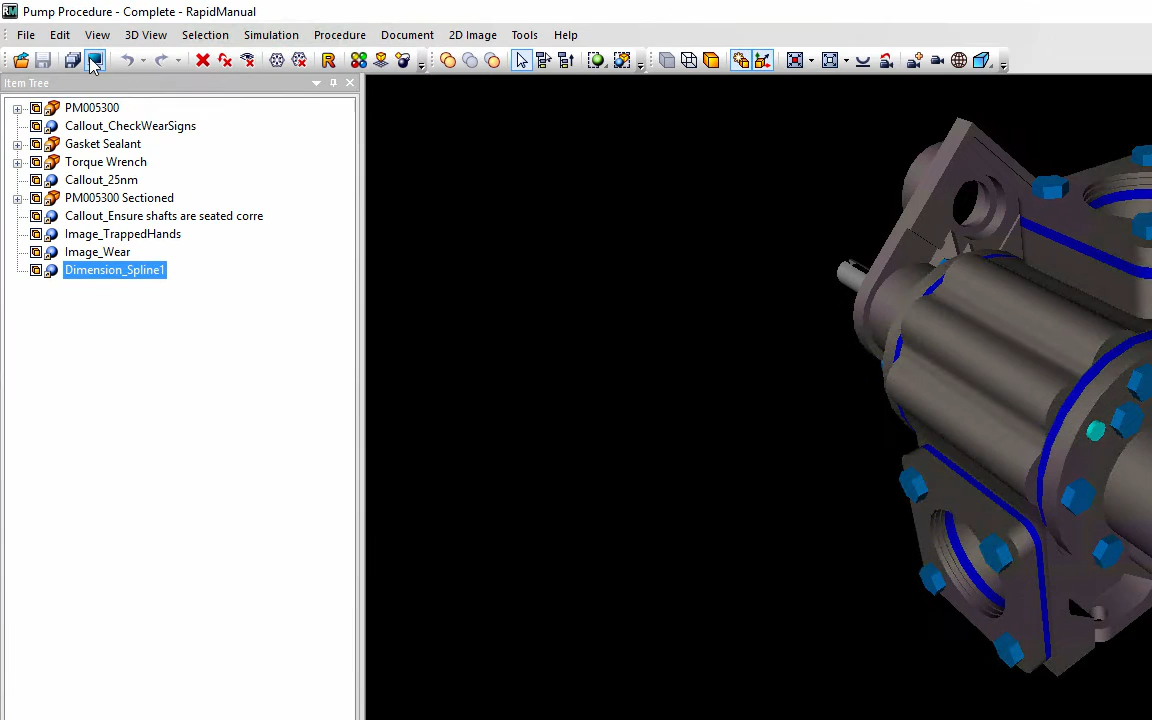 RM Pump Procedure - Complete - RapidManual
File Edit View 3D View Selection Simulation Procedure Document 2D Image Tools Help
R
Item Tree
PM005300
Callout_CheckWearSigns
Gasket Sealant
Torque Wrench
Callout_25nm
PM005300 Sectioned
Callout_Ensure shafts are seated corre
Image_TrappedHands
Image_Wear
Dimension_Spline1